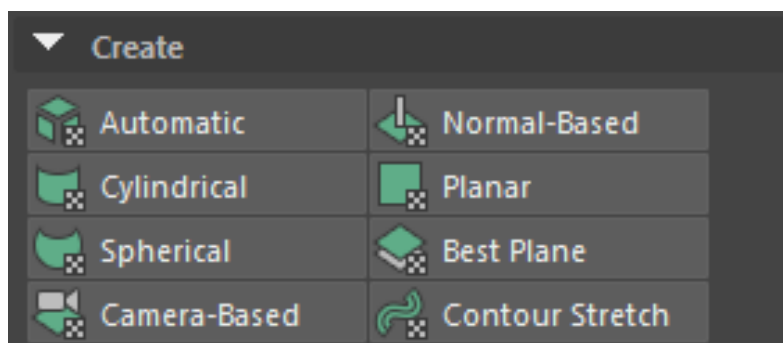 Create
Automatic
Normal-Based
Cylindrical
Planar
Spherical
Best Plane
Camera-Based
Contour Stretch